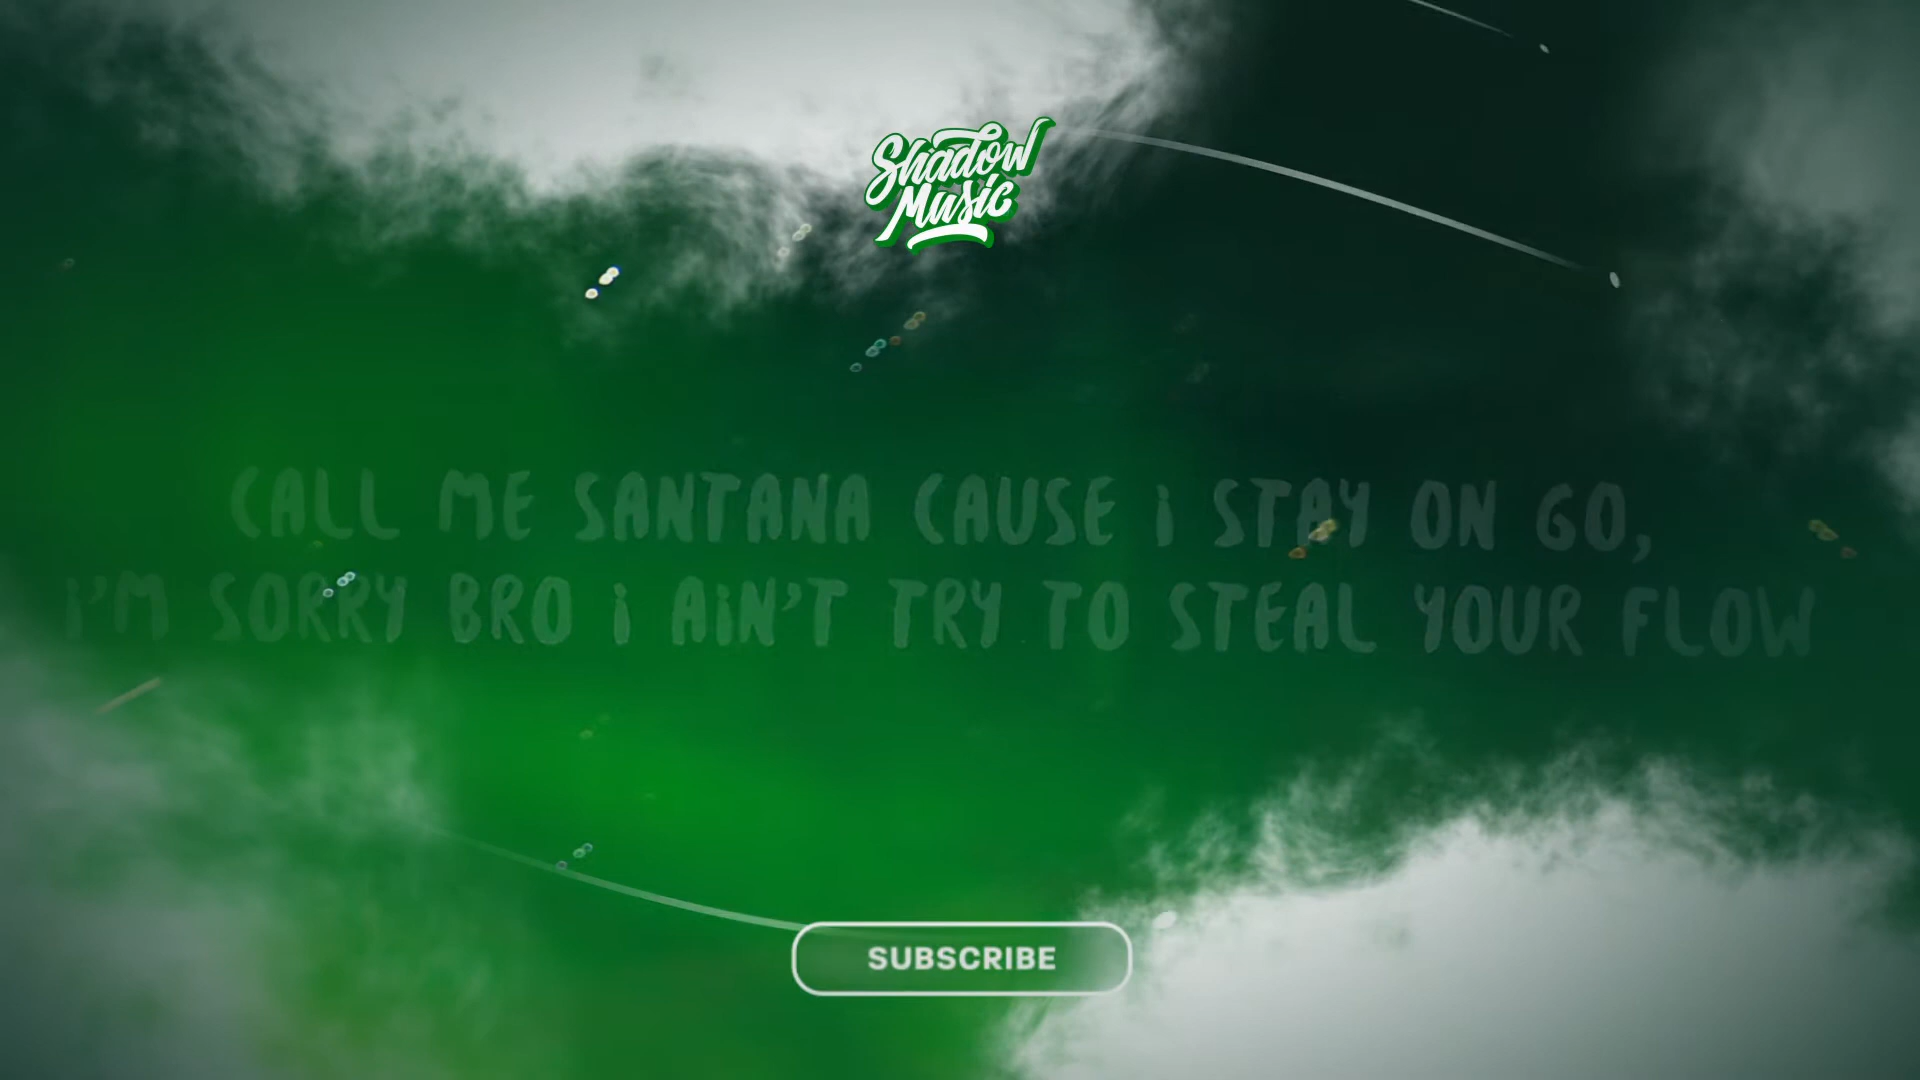 Shadow
Music
CALL ME SANTANA CAUSE i STAY ON GO,
i'M SORRY BRO i AiN'T TRY TO STEAL YOUR FLOW
SUBSCRIBE